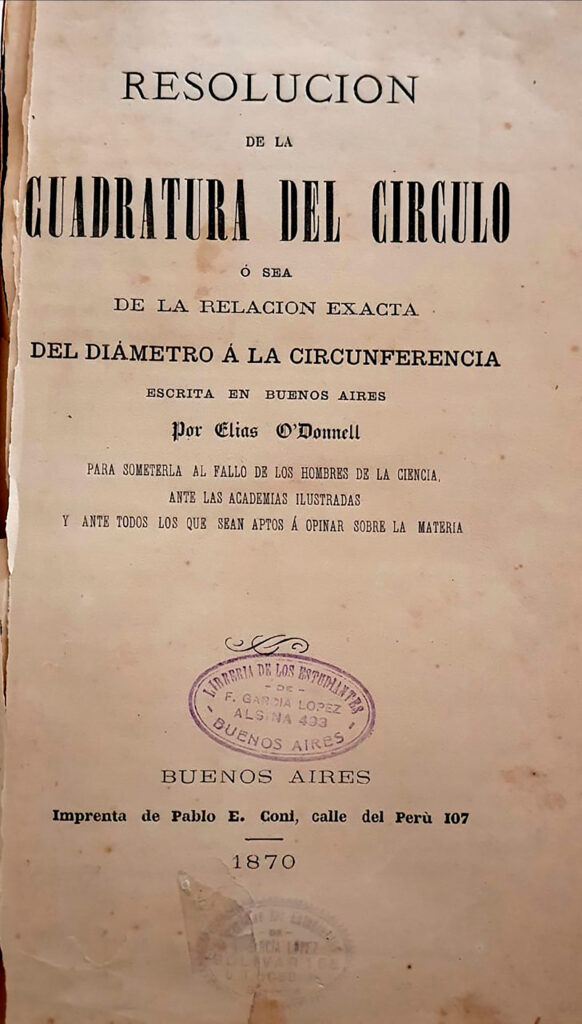 RESOLUCION
DE LA
CUADRATURA DEL CIRCULO
Ó SEA
DE LA RELACION EXACTA
DEL DIÁMETRO Á LA CIRCUNFERENCIA
ESCRITA EN BUENOS AIRES
Por Elias O'Donnell
PARA SOMETERLA AL FALLO DE LOS HOMBRES DE LA CIENCIA,
ANTE LAS ACADEMIAS ILUSTRADAS
Y ANTE TODOS LOS QUE SEAN APTOS Á OPINAR SOBRE LA MATERIA
LIBRERIA DE LOS ESTUDIANTES
- DE -
F. GARCIA LOPEZ
ALSINA 433
BUENOS AIRES
BUENOS AIRES
Imprenta de Pablo E. Coni, calle del Perù 107
1870
DE
LOPEZ